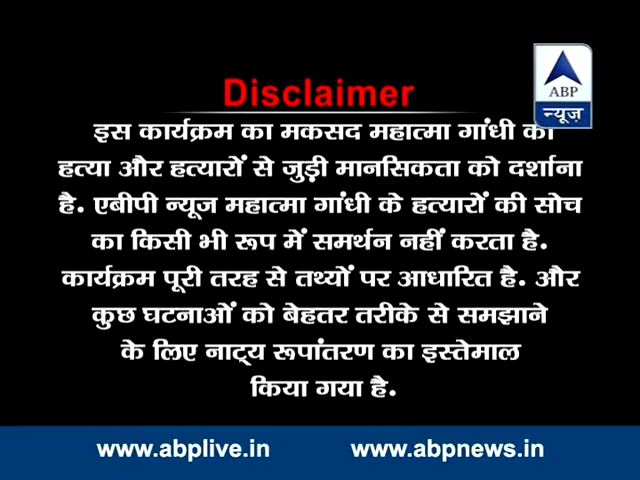 ABP
न्यूज़
Disclaimer
इस कार्यक्रम का मकसद महात्मा गांधी की
हत्या और हत्यारों से जुड़ी मानसिकता को दर्शाना
है. एबीपी न्यूज महात्मा गांधी के हत्यारों की सोच
का किसी भी रूप में समर्थन नहीं करता है.
कार्यक्रम पूरी तरह से तथ्यों पर आधारित है. और
कुछ घटनाओं को बेहतर तरीके से समझाने
के लिए नाट्य रूपांतरण का इस्तेमाल
किया गया है.
www.abplive.in www.abpnews.in